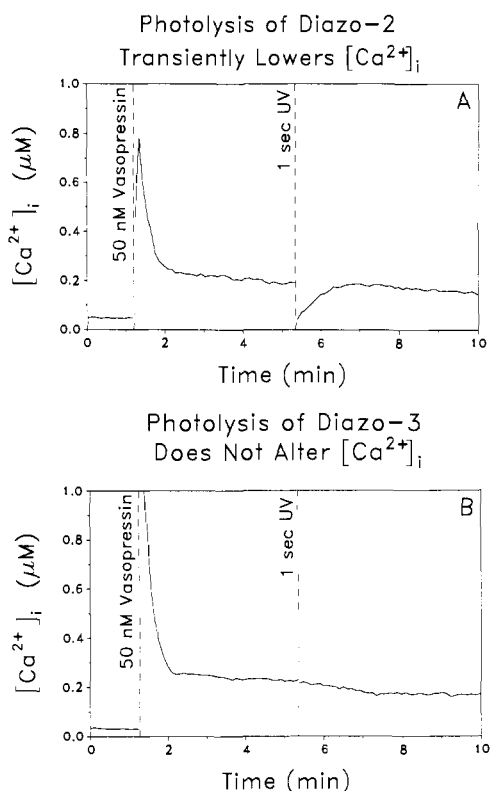 Photolysis of Diazo-2
Transiently Lowers [Ca²⁺]ᵢ
A
[Ca²⁺]ᵢ (μM)
1.0
0.8
0.6
0.4
0.2
0.0
50 nM Vasopressin
1 sec UV
0 2 4 6 8 10
Time (min)
Photolysis of Diazo-3
Does Not Alter [Ca²⁺]ᵢ
B
[Ca²⁺]ᵢ (μM)
1.0
0.8
0.6
0.4
0.2
0.0
50 nM Vasopressin
1 sec UV
0 2 4 6 8 10
Time (min)